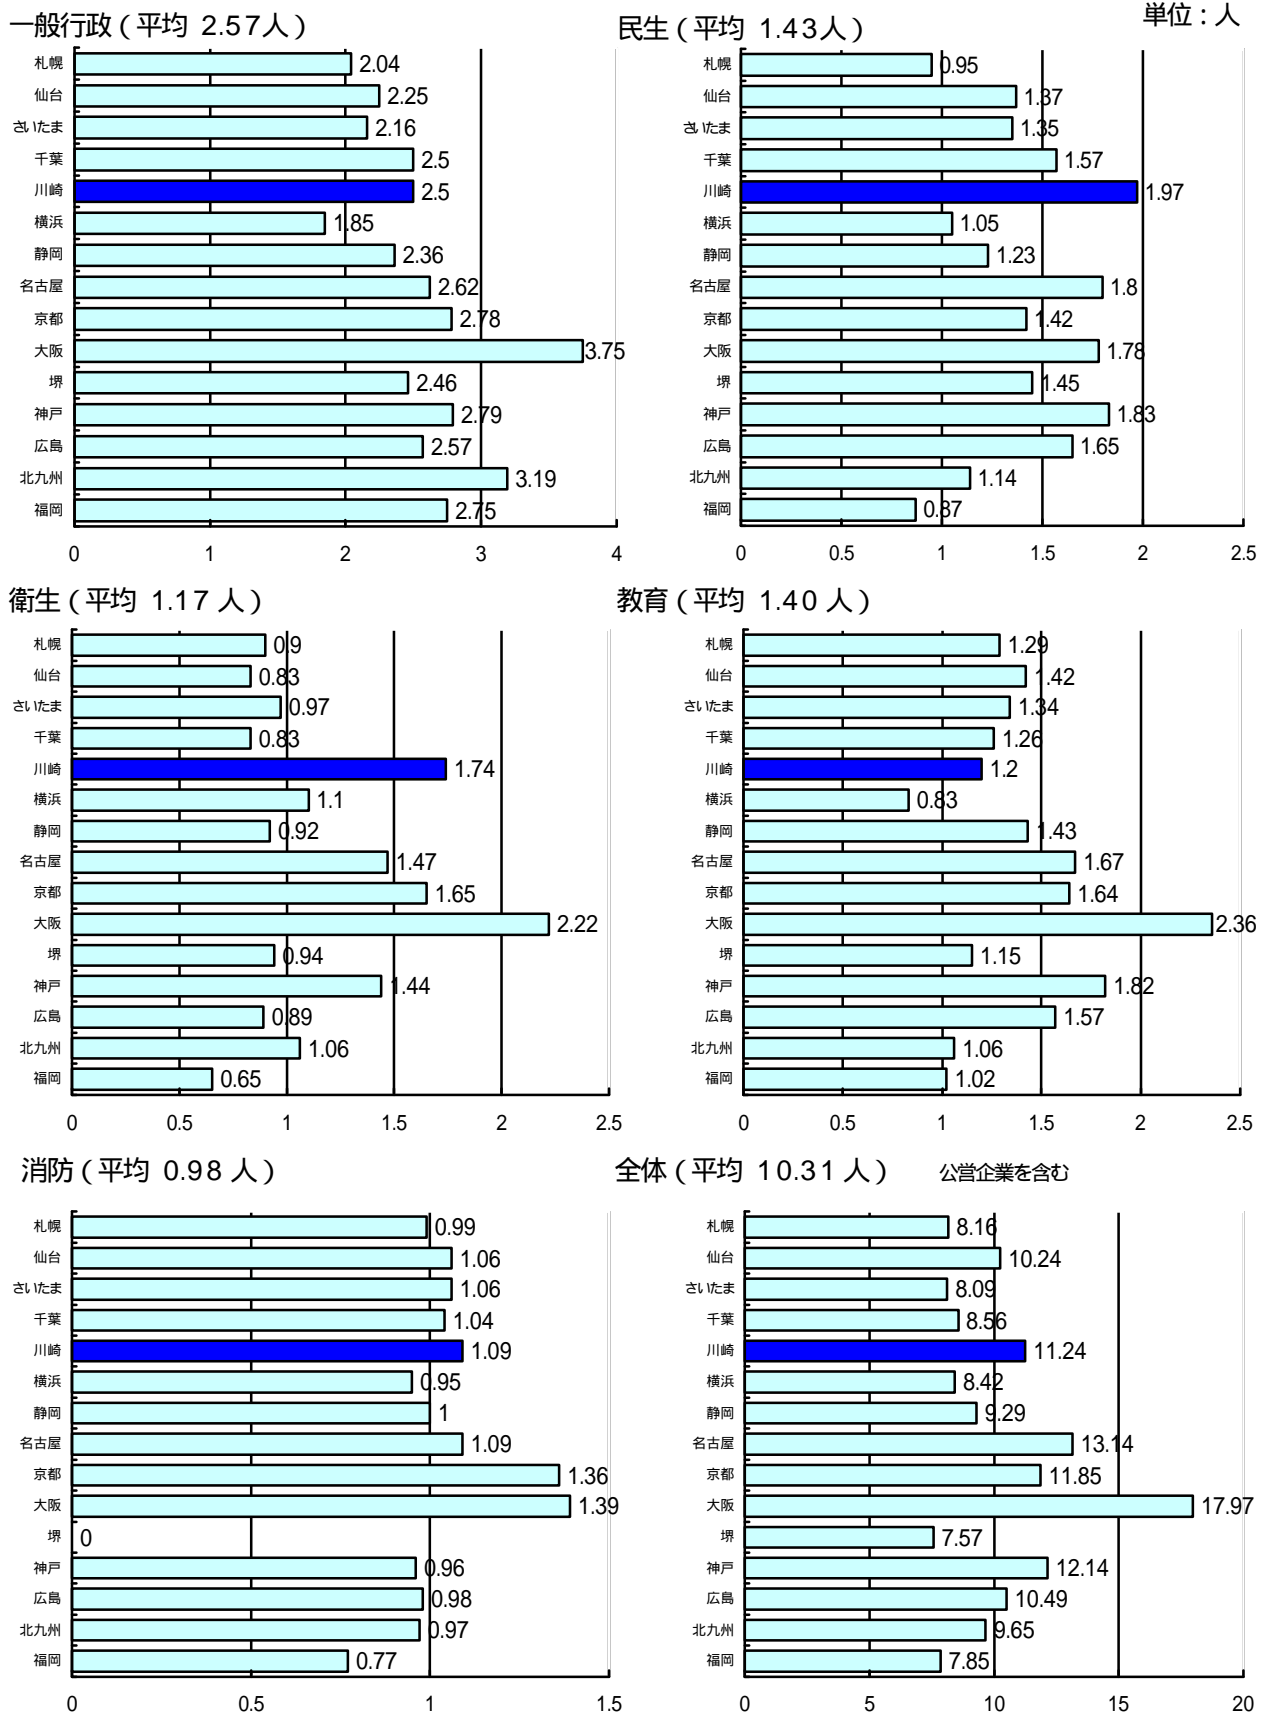 単位：人
一般行政（平均 2.57人）
札幌 2.04
仙台 2.25
さいたま 2.16
千葉 2.5
川崎 2.5
横浜 1.85
静岡 2.36
名古屋 2.62
京都 2.78
大阪 3.75
堺 2.46
神戸 2.79
広島 2.57
北九州 3.19
福岡 2.75
0 1 2 3 4
民生（平均 1.43人）
札幌 0.95
仙台 1.37
さいたま 1.35
千葉 1.57
川崎 1.97
横浜 1.05
静岡 1.23
名古屋 1.8
京都 1.42
大阪 1.78
堺 1.45
神戸 1.83
広島 1.65
北九州 1.14
福岡 0.87
0 0.5 1 1.5 2 2.5
衛生（平均 1.17 人）
札幌 0.9
仙台 0.83
さいたま 0.97
千葉 0.83
川崎 1.74
横浜 1.1
静岡 0.92
名古屋 1.47
京都 1.65
大阪 2.22
堺 0.94
神戸 1.44
広島 0.89
北九州 1.06
福岡 0.65
0 0.5 1 1.5 2 2.5
教育（平均 1.40 人）
札幌 1.29
仙台 1.42
さいたま 1.34
千葉 1.26
川崎 1.2
横浜 0.83
静岡 1.43
名古屋 1.67
京都 1.64
大阪 2.36
堺 1.15
神戸 1.82
広島 1.57
北九州 1.06
福岡 1.02
0 0.5 1 1.5 2 2.5
消防（平均 0.98 人）
札幌 0.99
仙台 1.06
さいたま 1.06
千葉 1.04
川崎 1.09
横浜 0.95
静岡 1
名古屋 1.09
京都 1.36
大阪 1.39
堺 0
神戸 0.96
広島 0.98
北九州 0.97
福岡 0.77
0 0.5 1 1.5
全体（平均 10.31 人） 公営企業を含む
札幌 8.16
仙台 10.24
さいたま 8.09
千葉 8.56
川崎 11.24
横浜 8.42
静岡 9.29
名古屋 13.14
京都 11.85
大阪 17.97
堺 7.57
神戸 12.14
広島 10.49
北九州 9.65
福岡 7.85
0 5 10 15 20